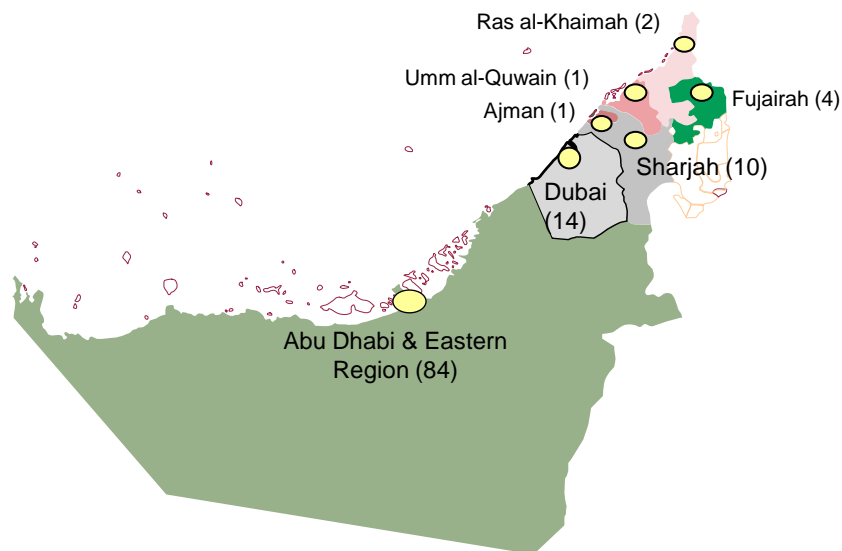 Ras al-Khaimah (2)
Umm al-Quwain (1)
Ajman (1)
Fujairah (4)
Sharjah (10)
Dubai
(14)
Abu Dhabi & Eastern
Region (84)